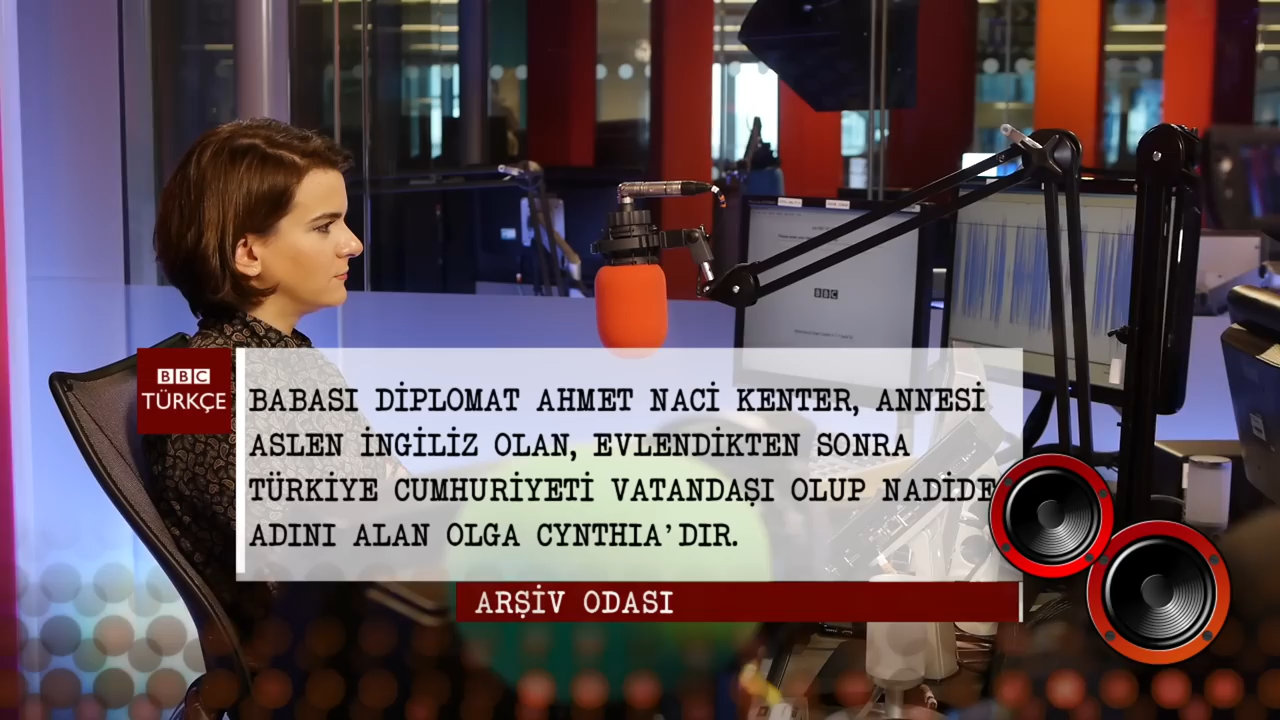 BBC
TÜRKÇE
BABASI DİPLOMAT AHMET NACİ KENTER, ANNESİ
ASLEN İNGİLİZ OLAN, EVLENDİKTEN SONRA
TÜRKİYE CUMHURİYETİ VATANDAŞI OLUP NADİDE
ADINI ALAN OLGA CYNTHIA'DIR.
ARŞİV ODASI
BBC